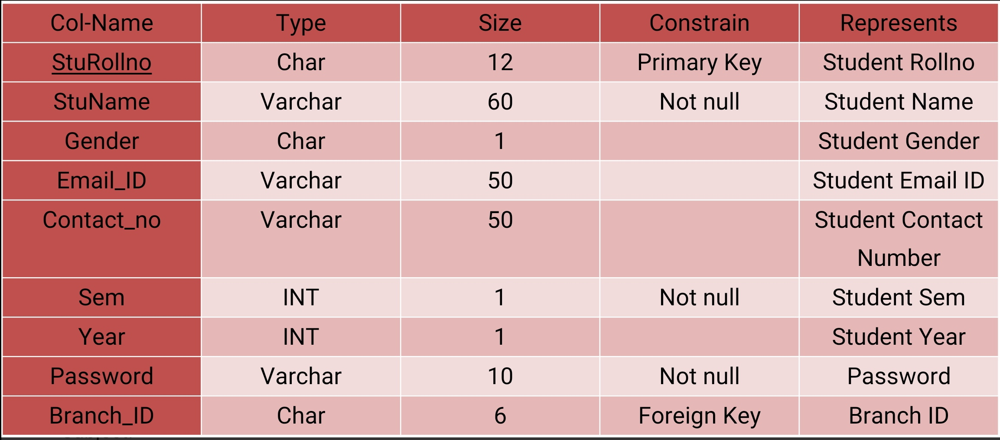 Col-Name Type Size Constrain Represents
StuRollno Char 12 Primary Key Student Rollno
StuName Varchar 60 Not null Student Name
Gender Char 1 Student Gender
Email_ID Varchar 50 Student Email ID
Contact_no Varchar 50 Student Contact
Number
Sem INT 1 Not null Student Sem
Year INT 1 Student Year
Password Varchar 10 Not null Password
Branch_ID Char 6 Foreign Key Branch ID